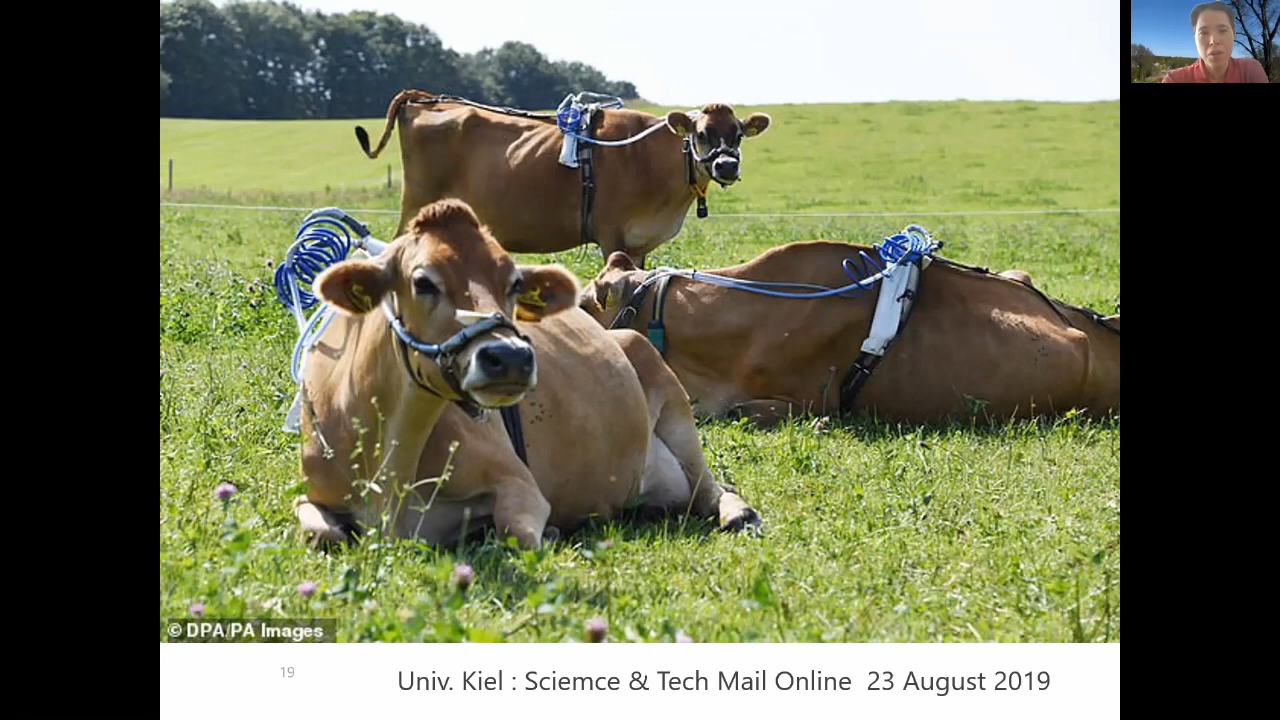 © DPA/PA Images
19
Univ. Kiel : Sciemce & Tech Mail Online  23 August 2019